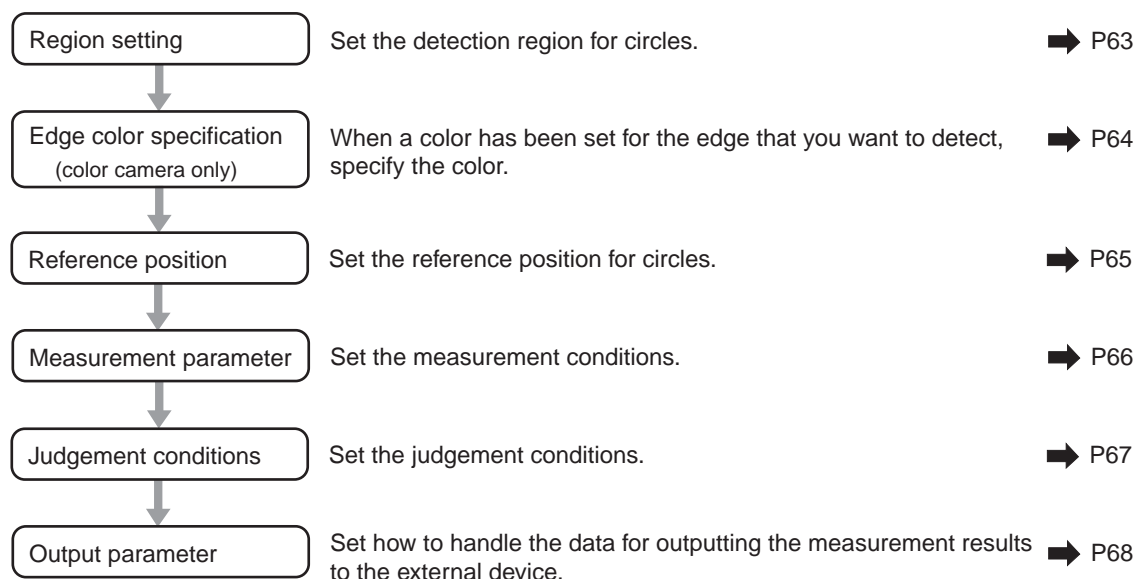 Region setting
Set the detection region for circles.
P63
Edge color specification
(color camera only)
When a color has been set for the edge that you want to detect,
specify the color.
P64
Reference position
Set the reference position for circles.
P65
Measurement parameter
Set the measurement conditions.
P66
Judgement conditions
Set the judgement conditions.
P67
Output parameter
Set how to handle the data for outputting the measurement results
to the external device.
P68